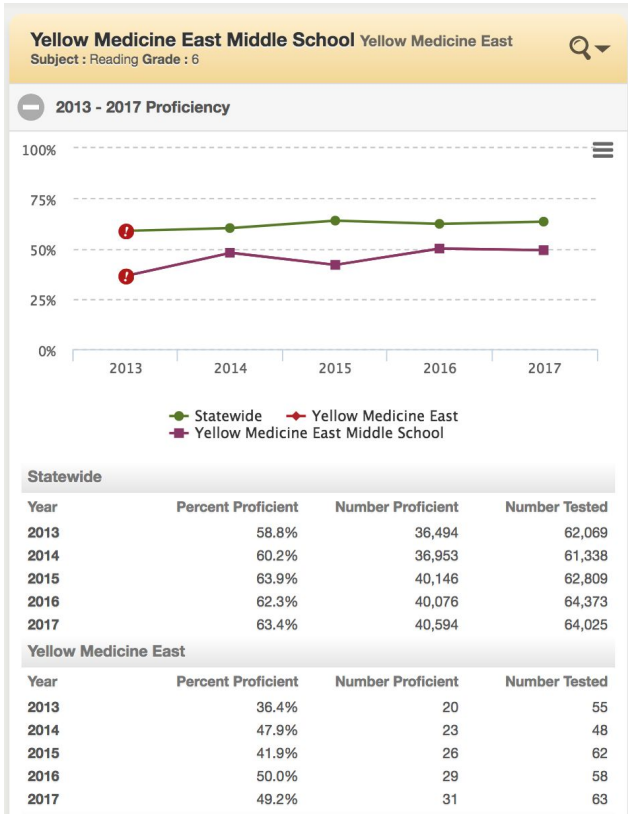 Yellow Medicine East Middle School Yellow Medicine East
Subject : Reading Grade : 6
2013 - 2017 Proficiency
100%
75%
50%
25%
0%
2013 2014 2015 2016 2017
Statewide Yellow Medicine East
Yellow Medicine East Middle School
Statewide
Year Percent Proficient Number Proficient Number Tested
2013 58.8% 36,494 62,069
2014 60.2% 36,953 61,338
2015 63.9% 40,146 62,809
2016 62.3% 40,076 64,373
2017 63.4% 40,594 64,025
Yellow Medicine East
Year Percent Proficient Number Proficient Number Tested
2013 36.4% 20 55
2014 47.9% 23 48
2015 41.9% 26 62
2016 50.0% 29 58
2017 49.2% 31 63